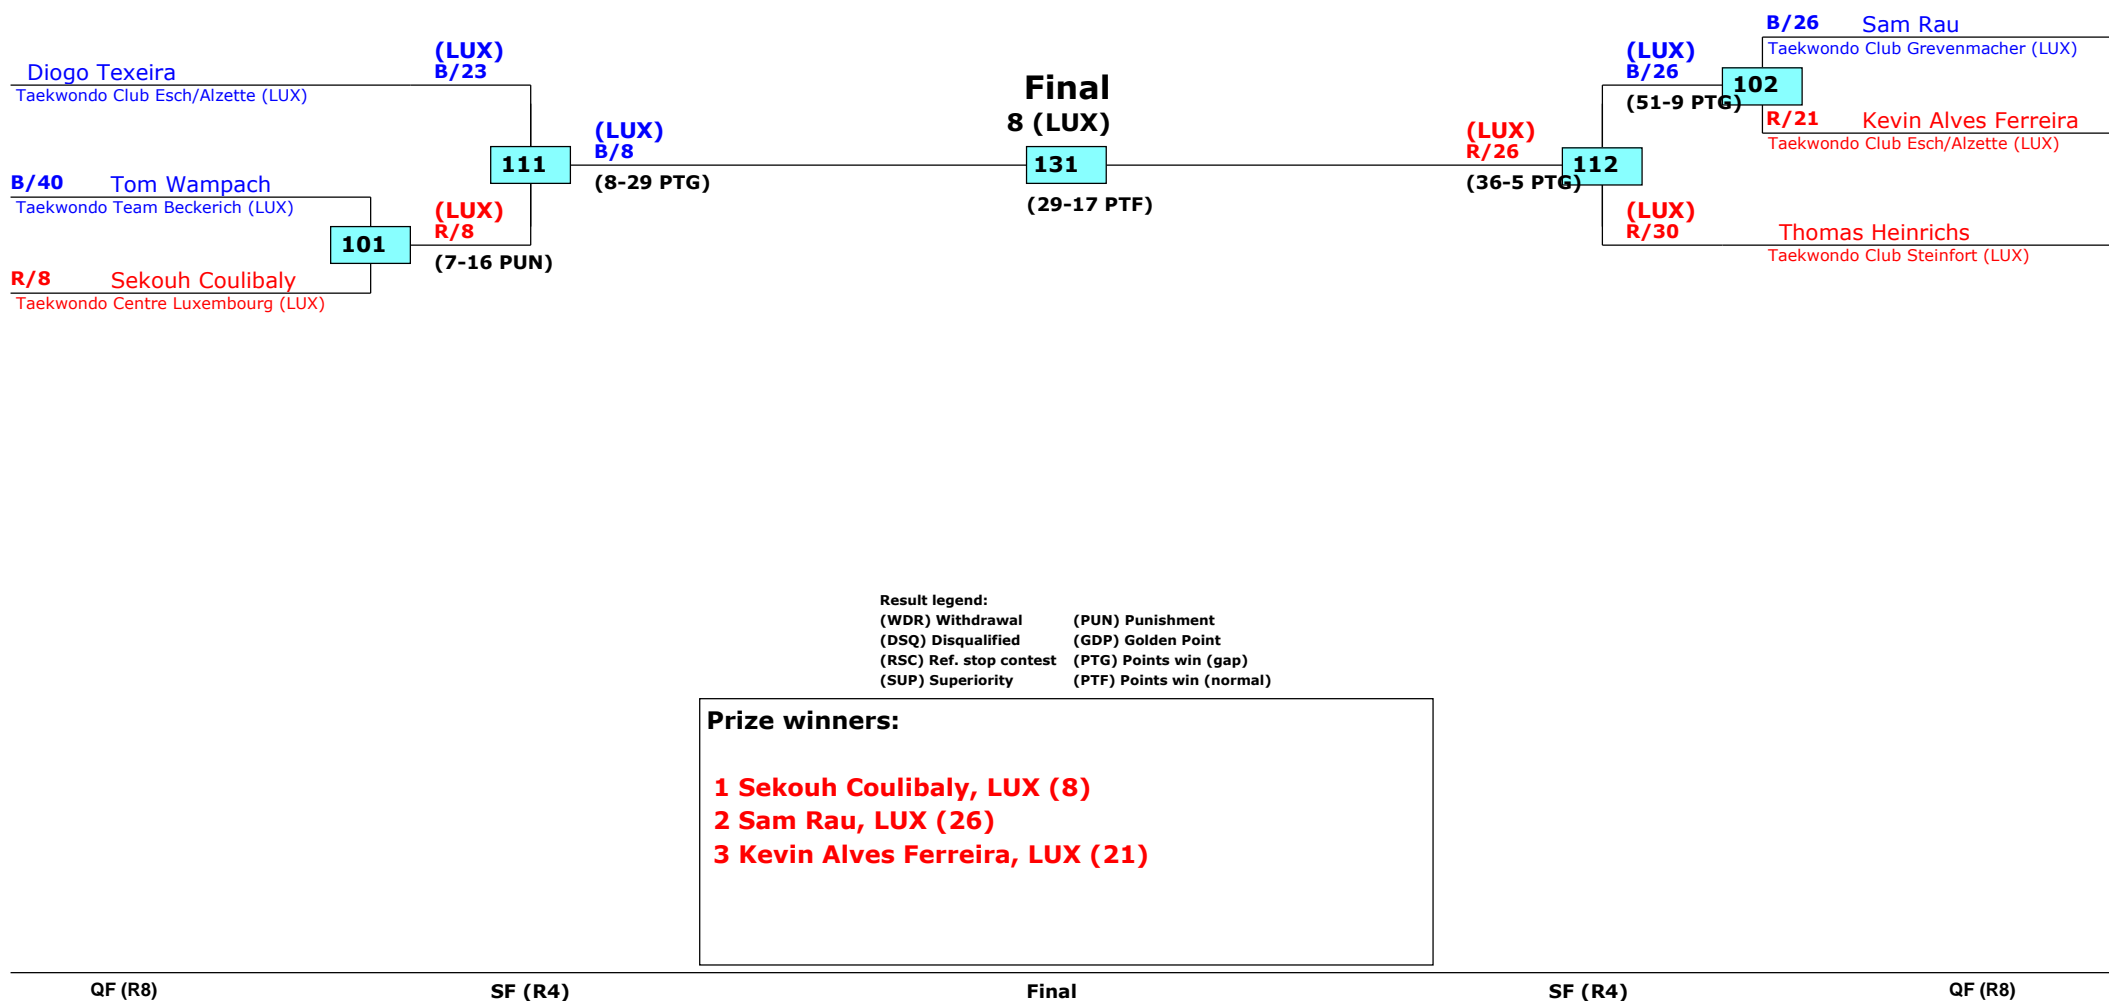 B/26 Sam Rau
Taekwondo Club Grevenmacher (LUX)
(LUX)
B/23
Diogo Texeira
Taekwondo Club Esch/Alzette (LUX)
Final
8 (LUX)
(LUX)
B/26
102
(51-9 PTG)
R/21 Kevin Alves Ferreira
Taekwondo Club Esch/Alzette (LUX)
(LUX)
B/8
111
(8-29 PTG)
131
(29-17 PTF)
(LUX)
R/26
112
(36-5 PTG)
B/40 Tom Wampach
Taekwondo Team Beckerich (LUX)
(LUX)
R/8
101
(7-16 PUN)
(LUX)
R/30
Thomas Heinrichs
Taekwondo Club Steinfort (LUX)
R/8 Sekouh Coulibaly
Taekwondo Centre Luxembourg (LUX)
Result legend:
(WDR) Withdrawal (PUN) Punishment
(DSQ) Disqualified (GDP) Golden Point
(RSC) Ref. stop contest (PTG) Points win (gap)
(SUP) Superiority (PTF) Points win (normal)
Prize winners:
1 Sekouh Coulibaly, LUX (8)
2 Sam Rau, LUX (26)
3 Kevin Alves Ferreira, LUX (21)
QF (R8) SF (R4) Final SF (R4) QF (R8)